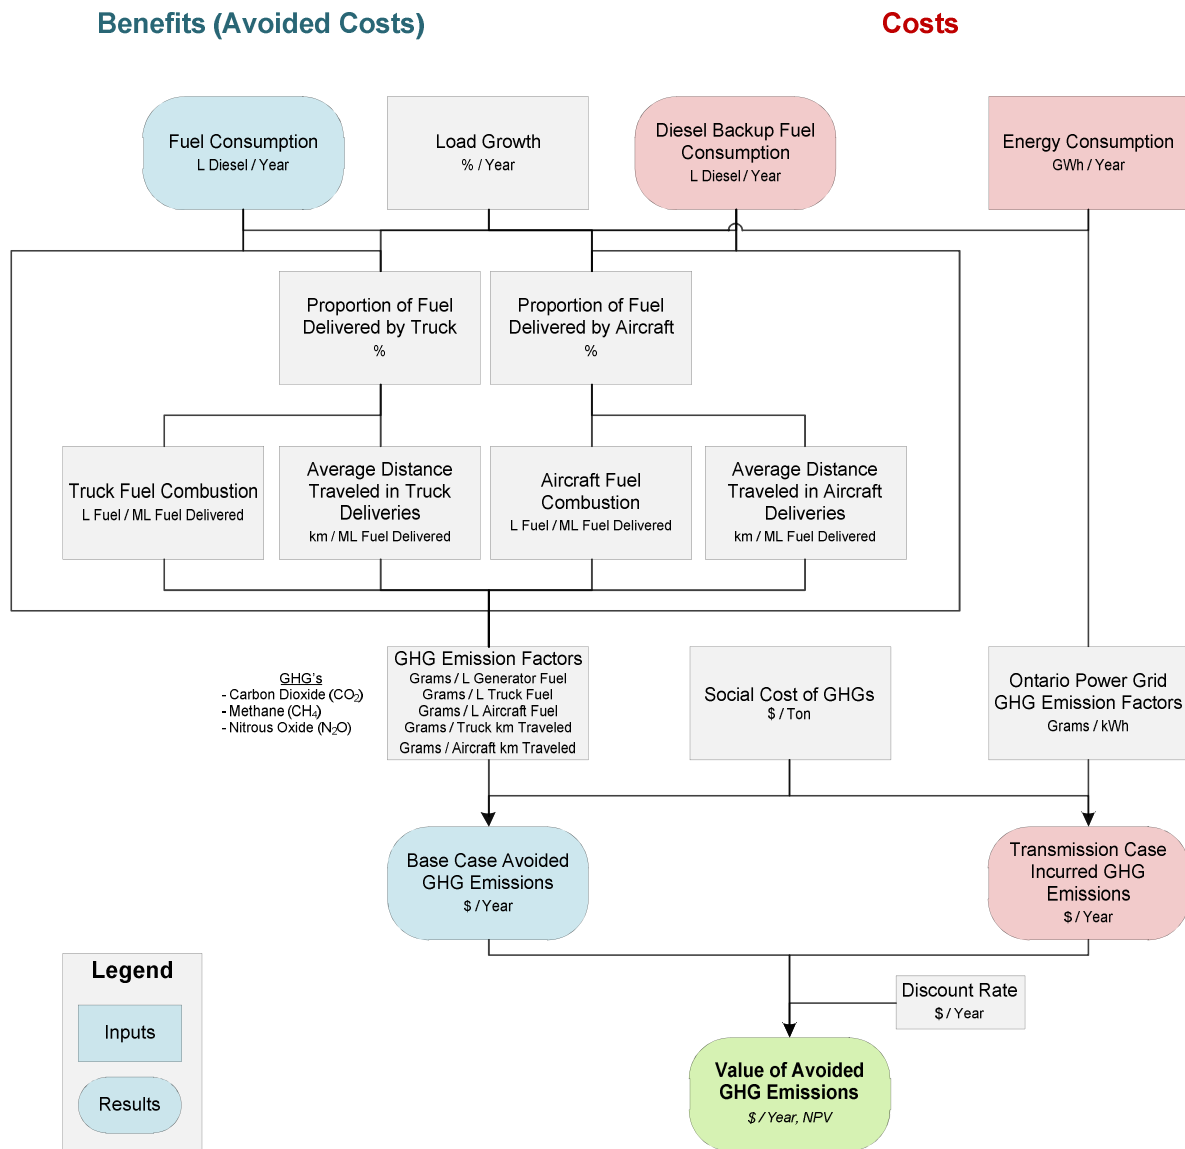 Benefits (Avoided Costs)
Costs
Fuel Consumption
L Diesel / Year
Load Growth
% / Year
Diesel Backup Fuel
Consumption
L Diesel / Year
Energy Consumption
GWh / Year
Proportion of Fuel
Delivered by Truck
%
Proportion of Fuel
Delivered by Aircraft
%
Truck Fuel Combustion
L Fuel / ML Fuel Delivered
Average Distance
Traveled in Truck
Deliveries
km / ML Fuel Delivered
Aircraft Fuel
Combustion
L Fuel / ML Fuel Delivered
Average Distance
Traveled in Aircraft
Deliveries
km / ML Fuel Delivered
GHG's
- Carbon Dioxide (CO₂)
- Methane (CH₄)
- Nitrous Oxide (N₂O)
GHG Emission Factors
Grams / L Generator Fuel
Grams / L Truck Fuel
Grams / L Aircraft Fuel
Grams / Truck km Traveled
Grams / Aircraft km Traveled
Social Cost of GHGs
$ / Ton
Ontario Power Grid
GHG Emission Factors
Grams / kWh
Base Case Avoided
GHG Emissions
$ / Year
Transmission Case
Incurred GHG
Emissions
$ / Year
Discount Rate
$ / Year
Value of Avoided
GHG Emissions
$ / Year, NPV
Legend
Inputs
Results